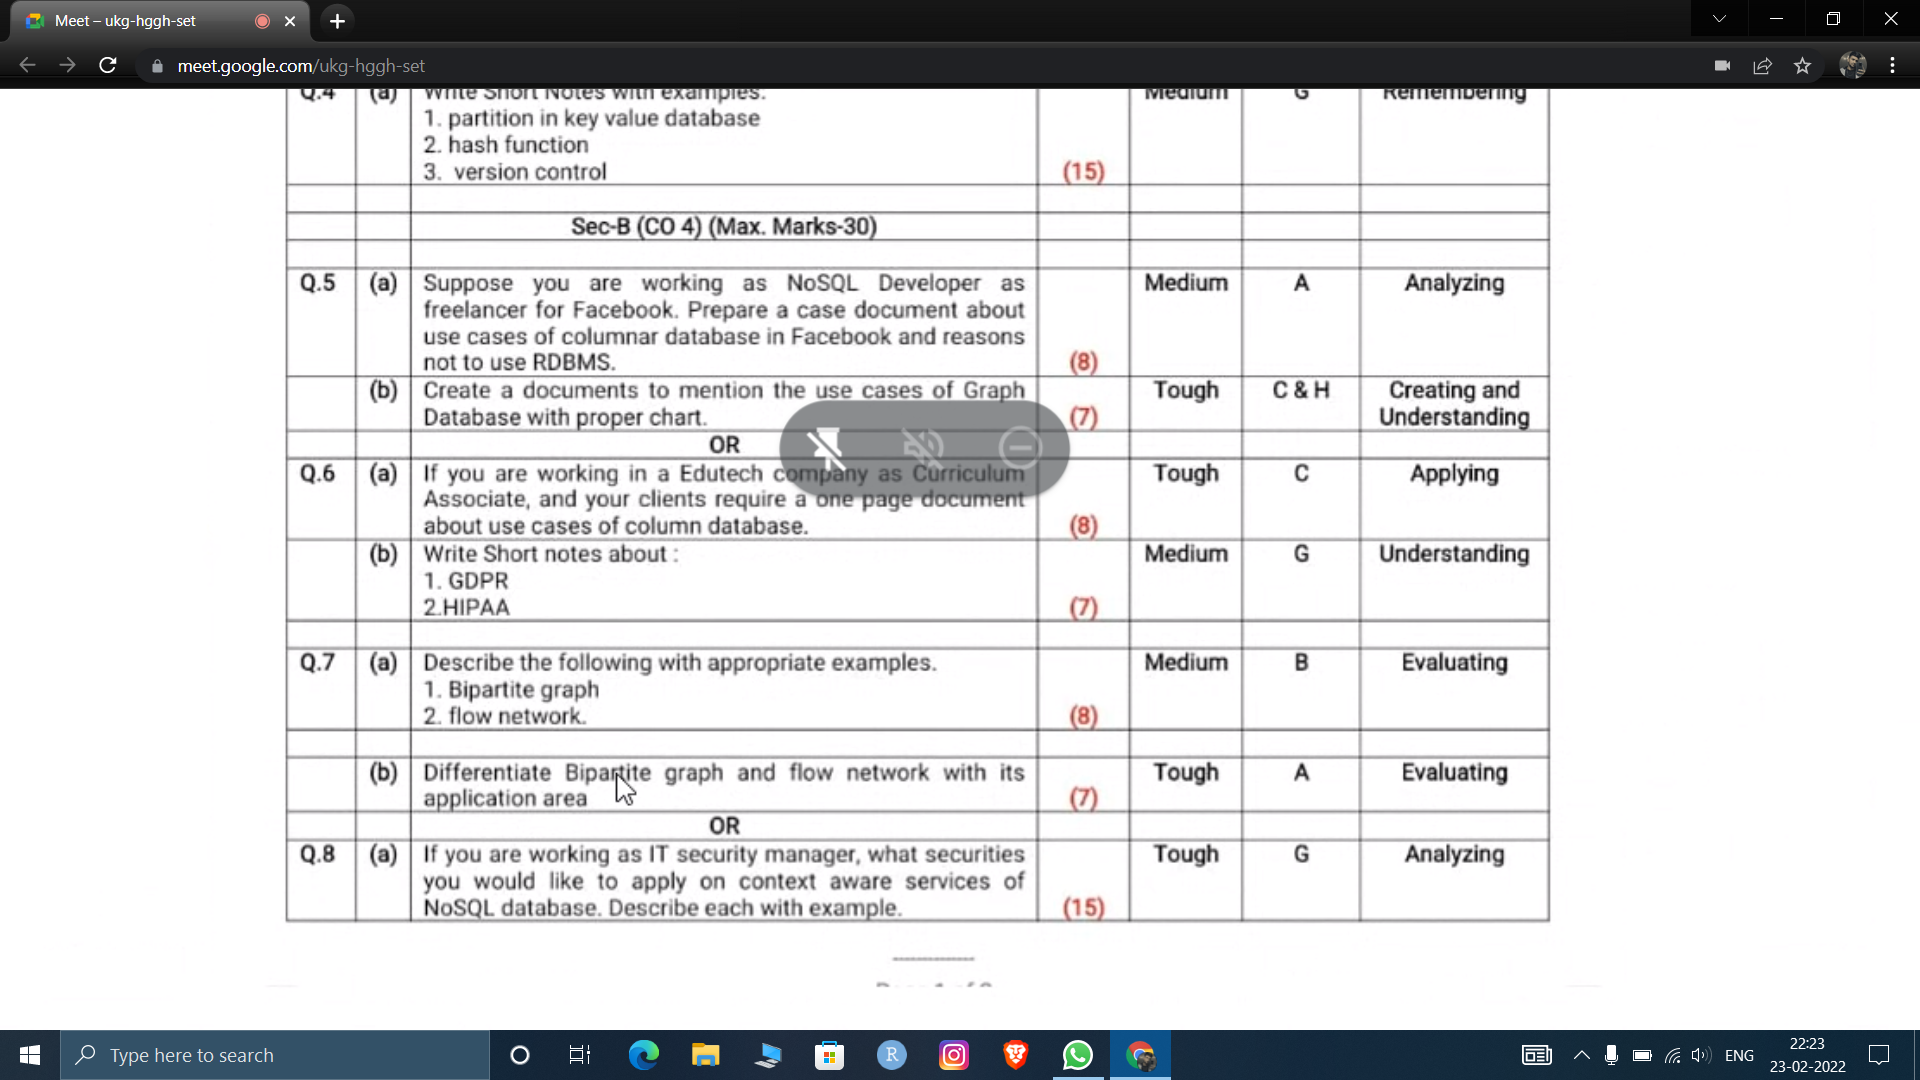 Meet – ukg-hggh-set
meet.google.com/ukg-hggh-set
Q.4 (a) Write Short Notes with examples. Medium G Remembering
1. partition in key value database
2. hash function
3. version control (15)
Sec-B (CO 4) (Max. Marks-30)
Q.5 (a) Suppose you are working as NoSQL Developer as Medium A Analyzing
freelancer for Facebook. Prepare a case document about
use cases of columnar database in Facebook and reasons
not to use RDBMS. (8)
(b) Create a documents to mention the use cases of Graph Tough C & H Creating and
Database with proper chart. (7) Understanding
OR
Q.6 (a) If you are working in a Edutech company as Curriculum Tough C Applying
Associate, and your clients require a one page document
about use cases of column database. (8)
(b) Write Short notes about : Medium G Understanding
1. GDPR
2.HIPAA (7)
Q.7 (a) Describe the following with appropriate examples. Medium B Evaluating
1. Bipartite graph
2. flow network. (8)
(b) Differentiate Bipartite graph and flow network with its Tough A Evaluating
application area (7)
OR
Q.8 (a) If you are working as IT security manager, what securities Tough G Analyzing
you would like to apply on context aware services of
NoSQL database. Describe each with example. (15)
Type here to search
R
ENG
22:23
23-02-2022